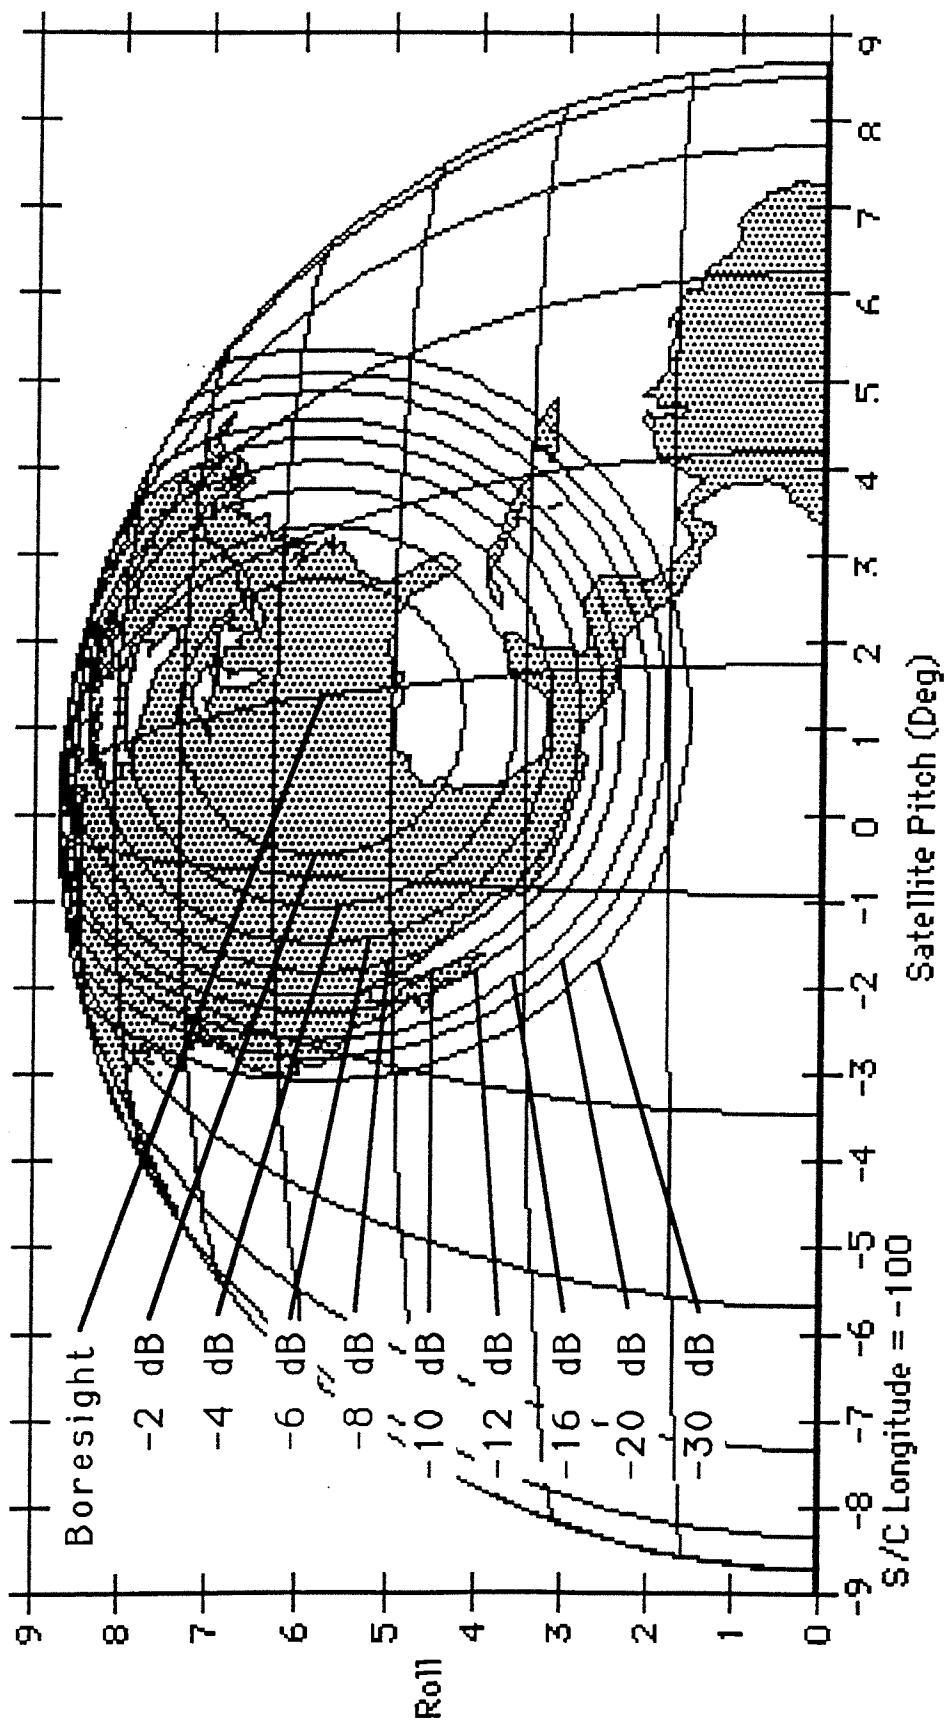 Boresight
-2 dB
-4 dB
-6 dB
-8 dB
-10 dB
-12 dB
-16 dB
-20 dB
-30 dB
9
8
7
6
5
4
3
2
1
0
Roll
-9 -8 -7 -6 -5 -4 -3 -2 -1 0 1 2 3 4 5 6 7 8 9
S/C Longitude = -100
Satellite Pitch (Deg)